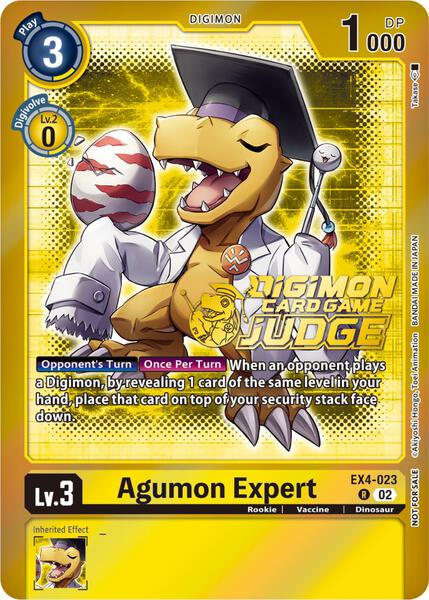 Play
3
DIGIMON
1000
DP
Digivolve
Lv.2
0
Takase
DIGIMON
CARD GAME
JUDGE
Opponent's Turn Once Per Turn When an opponent plays
a Digimon, by revealing 1 card of the same level in your
hand, place that card on top of your security stack face
down.
©Akiyoshi Hongo, Toei Animation BANDAI MADE IN JAPAN
NOT FOR SALE
Lv.3
Agumon Expert
EX4-023
R 02
Rookie | Vaccine | Dinosaur
Inherited Effect
–